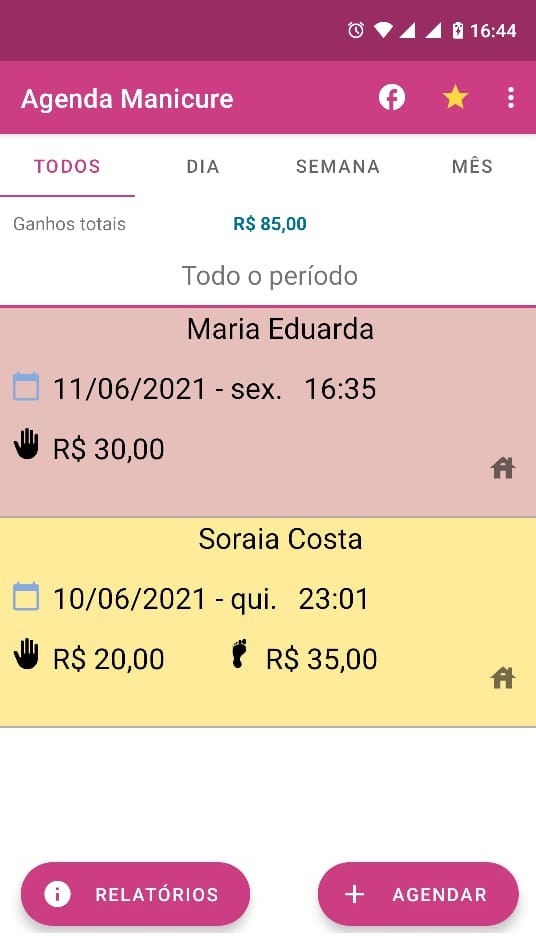 16:44
Agenda Manicure
TODOS DIA SEMANA MÊS
Ganhos totais R$ 85,00
Todo o período
Maria Eduarda
11/06/2021 - sex. 16:35
R$ 30,00
Soraia Costa
10/06/2021 - qui. 23:01
R$ 20,00 R$ 35,00
RELATÓRIOS AGENDAR